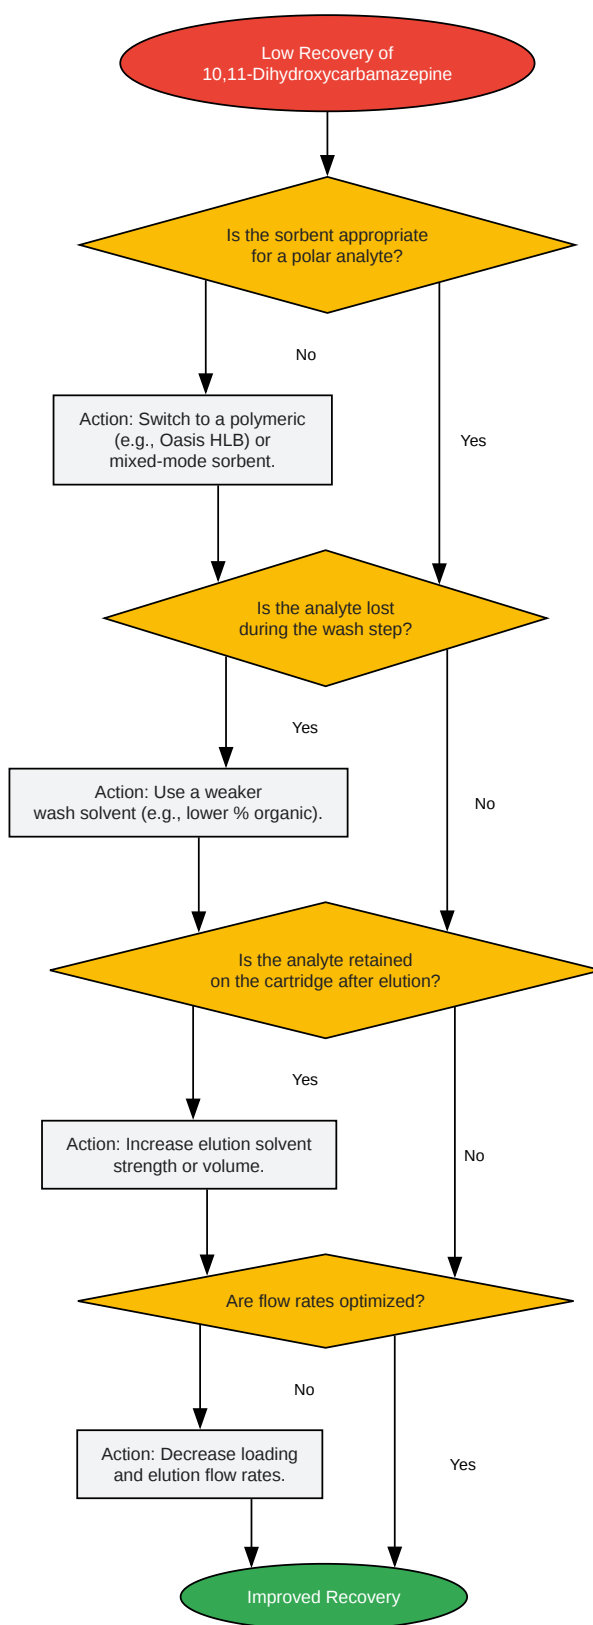 Low Recovery of
10,11-Dihydroxycarbamazepine
Is the sorbent appropriate
for a polar analyte?
No
Action: Switch to a polymeric
(e.g., Oasis HLB) or
mixed-mode sorbent.
Yes
Is the analyte lost
during the wash step?
Yes
Action: Use a weaker
wash solvent (e.g., lower % organic).
No
Is the analyte retained
on the cartridge after elution?
Yes
Action: Increase elution solvent
strength or volume.
No
Are flow rates optimized?
No
Action: Decrease loading
and elution flow rates.
Yes
Improved Recovery